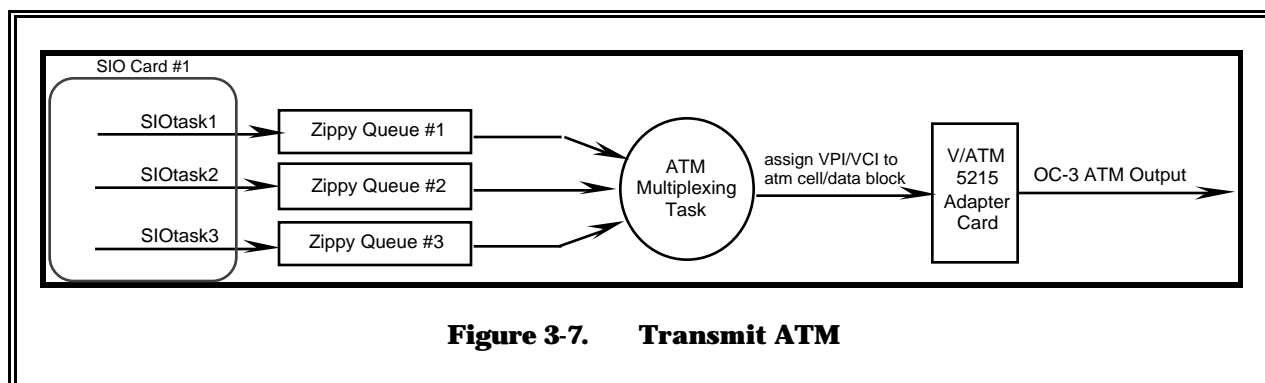 SIO Card #1
SIOtask1
Zippy Queue #1
SIOtask2
Zippy Queue #2
SIOtask3
Zippy Queue #3
ATM
Multiplexing
Task
assign VPI/VCI to
atm cell/data block
V/ATM
5215
Adapter
Card
OC-3 ATM Output
Figure 3-7. Transmit ATM